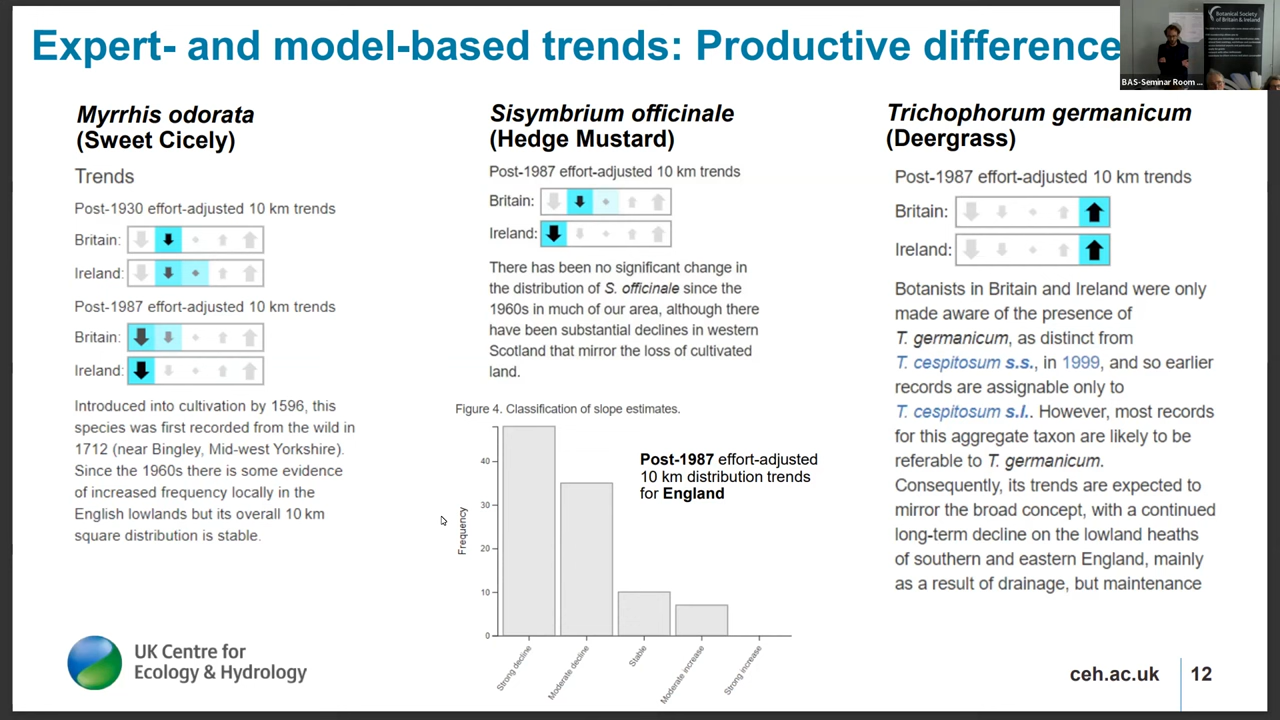 Expert- and model-based trends: Productive difference
Botanical Society
of Britain & Ireland
BAS-Seminar Room ...
Myrrhis odorata
(Sweet Cicely)
Trends
Post-1930 effort-adjusted 10 km trends
Britain:
Ireland:
Post-1987 effort-adjusted 10 km trends
Britain:
Ireland:
Introduced into cultivation by 1596, this
species was first recorded from the wild in
1712 (near Bingley, Mid-west Yorkshire).
Since the 1960s there is some evidence
of increased frequency locally in the
English lowlands but its overall 10 km
square distribution is stable.
Sisymbrium officinale
(Hedge Mustard)
Post-1987 effort-adjusted 10 km trends
Britain:
Ireland:
There has been no significant change in
the distribution of S. officinale since the
1960s in much of our area, although there
have been substantial declines in western
Scotland that mirror the loss of cultivated
land.
Figure 4. Classification of slope estimates.
Post-1987 effort-adjusted
10 km distribution trends
for England
Frequency
40
30
20
10
0
Strong decline
Moderate decline
Stable
Moderate increase
Strong increase
Trichophorum germanicum
(Deergrass)
Post-1987 effort-adjusted 10 km trends
Britain:
Ireland:
Botanists in Britain and Ireland were only
made aware of the presence of
T. germanicum, as distinct from
T. cespitosum s.s., in 1999, and so earlier
records are assignable only to
T. cespitosum s.l.. However, most records
for this aggregate taxon are likely to be
referable to T. germanicum.
Consequently, its trends are expected to
mirror the broad concept, with a continued
long-term decline on the lowland heaths
of southern and eastern England, mainly
as a result of drainage, but maintenance
UK Centre for
Ecology & Hydrology
ceh.ac.uk
12